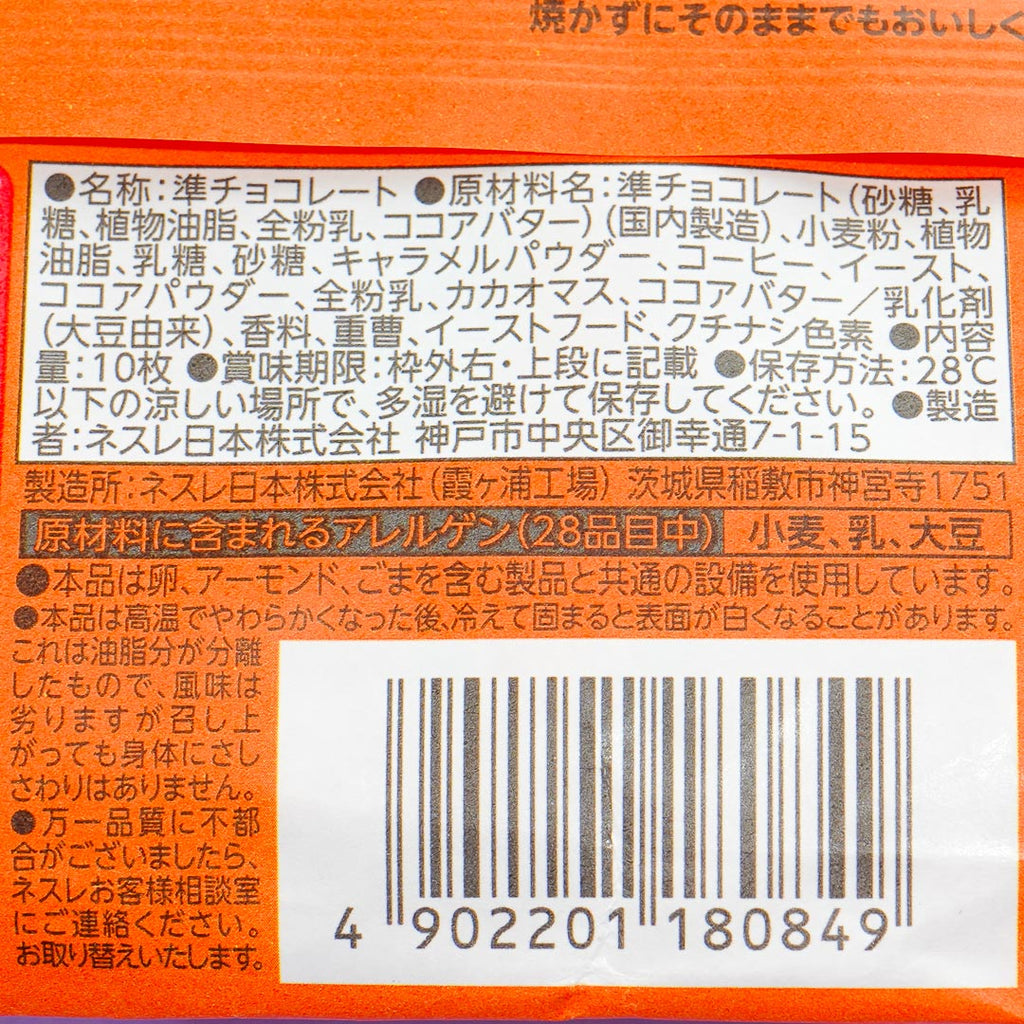 焼かずにそのままでもおいしく
●名称：準チョコレート ●原材料名：準チョコレート（砂糖、乳
糖、植物油脂、全粉乳、ココアバター）（国内製造）、小麦粉、植物
油脂、乳糖、砂糖、キャラメルパウダー、コーヒー、イースト、
ココアパウダー、全粉乳、カカオマス、ココアバター／乳化剤
（大豆由来）、香料、重曹、イーストフード、クチナシ色素 ●内容
量：10枚 ●賞味期限：枠外右・上段に記載 ●保存方法：28℃
以下の涼しい場所で、多湿を避けて保存してください。 ●製造
者：ネスレ日本株式会社 神戸市中央区御幸通7-1-15
製造所：ネスレ日本株式会社（霞ヶ浦工場） 茨城県稲敷市神宮寺1751
原材料に含まれるアレルゲン（28品目中） 小麦、乳、大豆
●本品は卵、アーモンド、ごまを含む製品と共通の設備を使用しています。
●本品は高温でやわらかくなった後、冷えて固まると表面が白くなることがあります。
これは油脂分が分離
したもので、風味は
劣りますが召し上
がっても身体にさし
さわりはありません。
●万一品質に不都
合がございましたら、
ネスレお客様相談室
にご連絡ください。
お取り替えいたします。
4 902201 180849